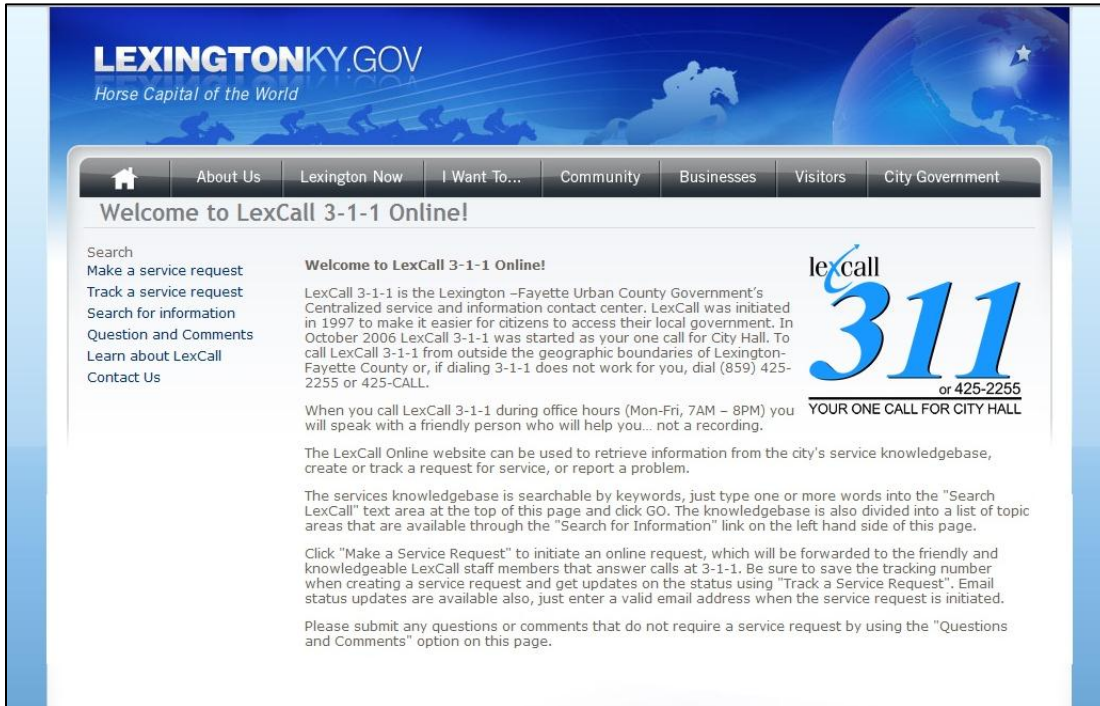 LEXINGTONKY.GOV
Horse Capital of the World
About Us
Lexington Now
I Want To...
Community
Businesses
Visitors
City Government
Welcome to LexCall 3-1-1 Online!
Search
Make a service request
Track a service request
Search for information
Question and Comments
Learn about LexCall
Contact Us
Welcome to LexCall 3-1-1 Online!
LexCall 3-1-1 is the Lexington –Fayette Urban County Government's
Centralized service and information contact center. LexCall was initiated
in 1997 to make it easier for citizens to access their local government. In
October 2006 LexCall 3-1-1 was started as your one call for City Hall. To
call LexCall 3-1-1 from outside the geographic boundaries of Lexington-
Fayette County or, if dialing 3-1-1 does not work for you, dial (859) 425-
2255 or 425-CALL.
When you call LexCall 3-1-1 during office hours (Mon-Fri, 7AM – 8PM) you
will speak with a friendly person who will help you... not a recording.
The LexCall Online website can be used to retrieve information from the city's service knowledgebase,
create or track a request for service, or report a problem.
The services knowledgebase is searchable by keywords, just type one or more words into the "Search
LexCall" text area at the top of this page and click GO. The knowledgebase is also divided into a list of topic
areas that are available through the "Search for Information" link on the left hand side of this page.
Click "Make a Service Request" to initiate an online request, which will be forwarded to the friendly and
knowledgeable LexCall staff members that answer calls at 3-1-1. Be sure to save the tracking number
when creating a service request and get updates on the status using "Track a Service Request". Email
status updates are available also, just enter a valid email address when the service request is initiated.
Please submit any questions or comments that do not require a service request by using the "Questions
and Comments" option on this page.
lexcall
311
or 425-2255
YOUR ONE CALL FOR CITY HALL